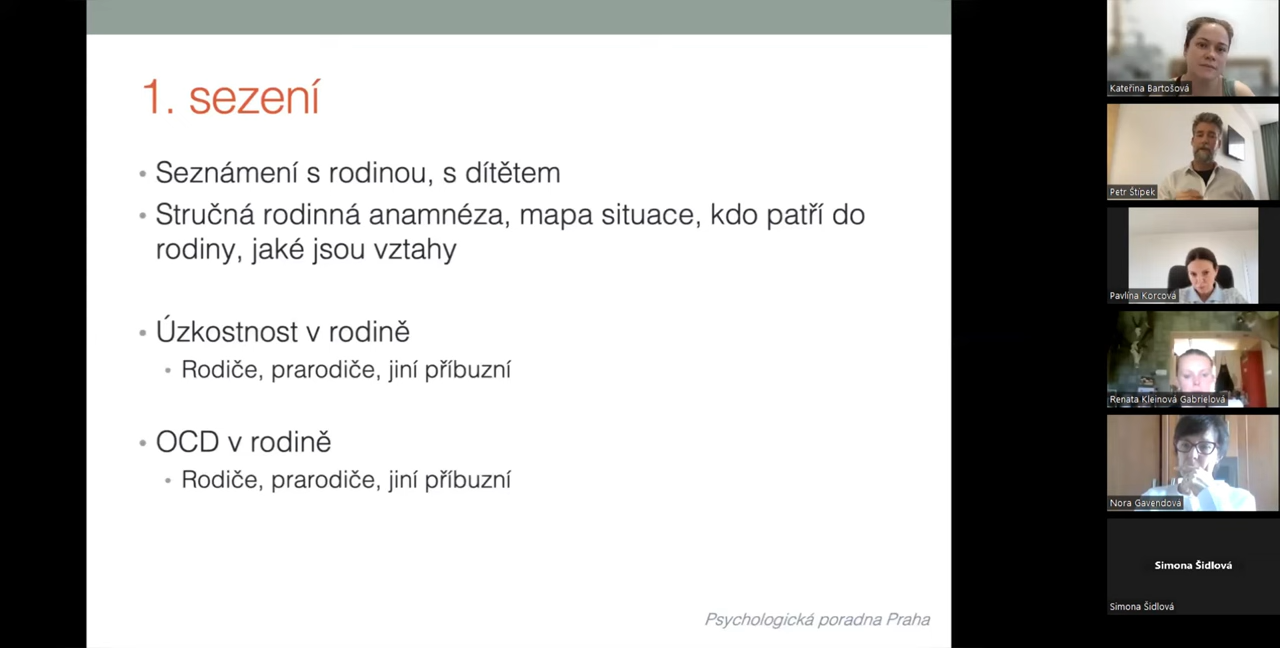 1. sezení
• Seznámení s rodinou, s dítětem
• Stručná rodinná anamnéza, mapa situace, kdo patří do
rodiny, jaké jsou vztahy
• Úzkostnost v rodině
• Rodiče, prarodiče, jiní příbuzní
• OCD v rodině
• Rodiče, prarodiče, jiní příbuzní
Psychologická poradna Praha
Kateřina Bartošová
Petr Štípek
Pavlína Korcová
Renata Kleinová Gabrielová
Nora Gavendová
Simona Šidlová
Simona Šidlová